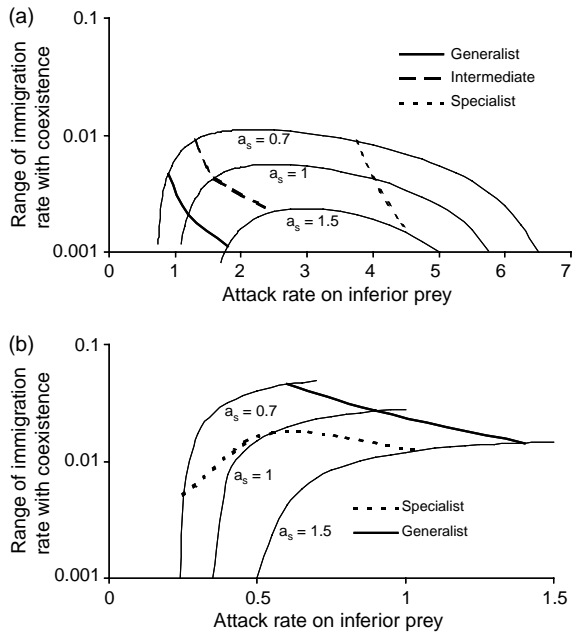 (a)
0.1
0.01
0.001
Range of immigration
rate with coexistence
Generalist
Intermediate
Specialist
a_s = 0.7
a_s = 1
a_s = 1.5
0 1 2 3 4 5 6 7
Attack rate on inferior prey
(b)
0.1
0.01
0.001
Range of immigration
rate with coexistence
a_s = 0.7
a_s = 1
a_s = 1.5
Specialist
Generalist
0 0.5 1 1.5
Attack rate on inferior prey